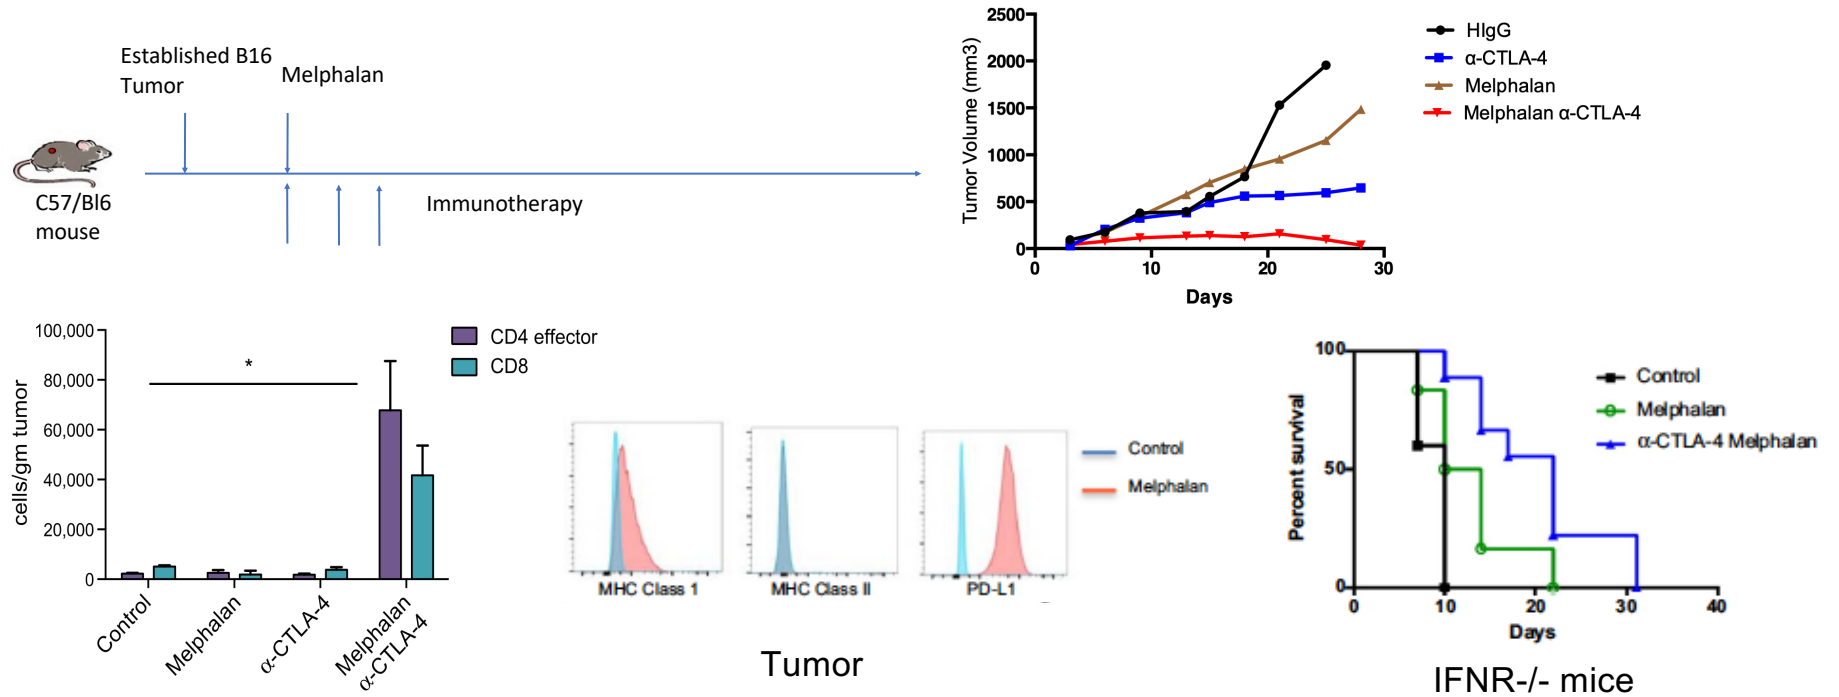 Established B16
Tumor
Melphalan
C57/Bl6
mouse
Immunotherapy
2500
2000
1500
1000
500
0
Tumor Volume (mm3)
0 10 20 30
Days
HIgG
α-CTLA-4
Melphalan
Melphalan α-CTLA-4
100,000
80,000
60,000
40,000
20,000
0
cells/gm tumor
*
CD4 effector
CD8
Control
Melphalan
α-CTLA-4
Melphalan
α-CTLA-4
MHC Class 1
MHC Class II
PD-L1
Control
Melphalan
Tumor
100
50
0
Percent survival
0 10 20 30 40
Days
Control
Melphalan
α-CTLA-4 Melphalan
IFNR-/- mice